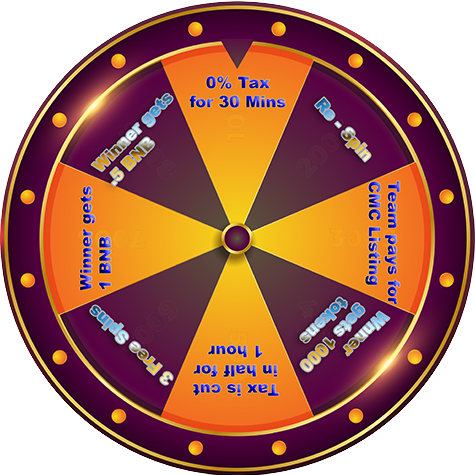 0% Tax
for 30 Mins
Re - Spin
Team pays for
CMC Listing
Winner
gets 1000
tokens
Tax is cut
in half for
1 hour
3 Free Spins
Winner gets
1 BNB
Winner gets
.5 BNB